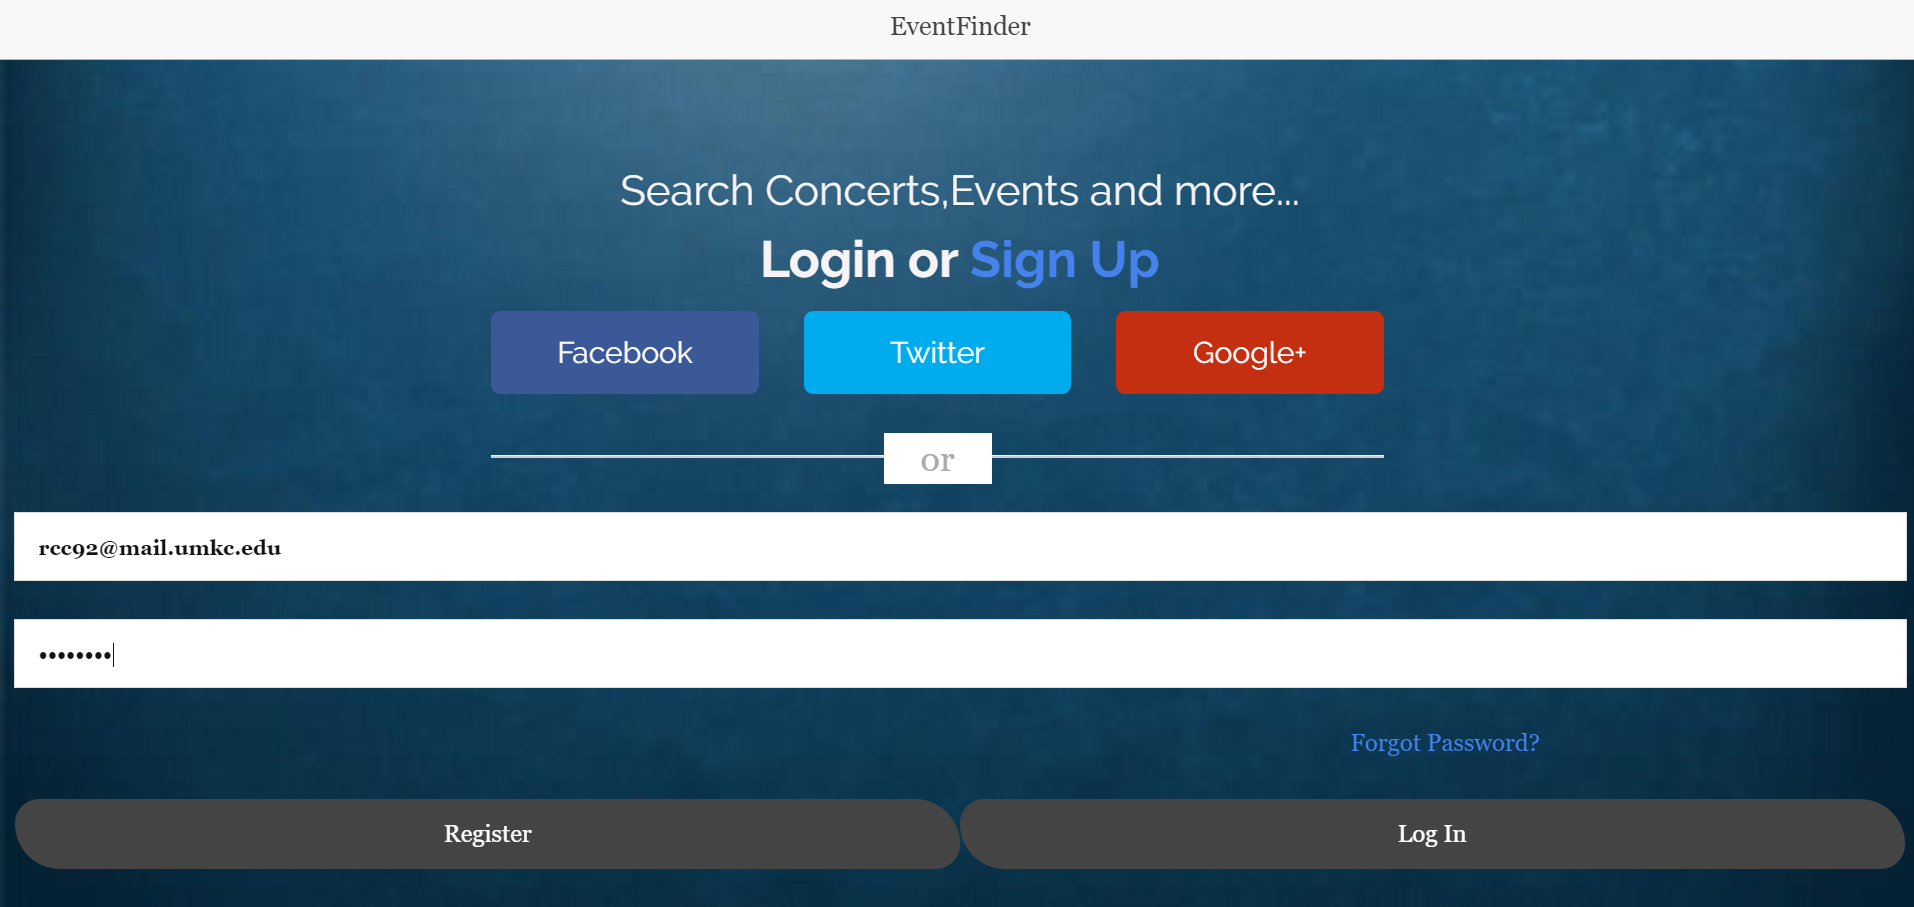 EventFinder
Search Concerts,Events and more...
Login or Sign Up
Facebook Twitter Google+
or
rcc92@mail.umkc.edu
••••••••
Forgot Password?
Register Log In